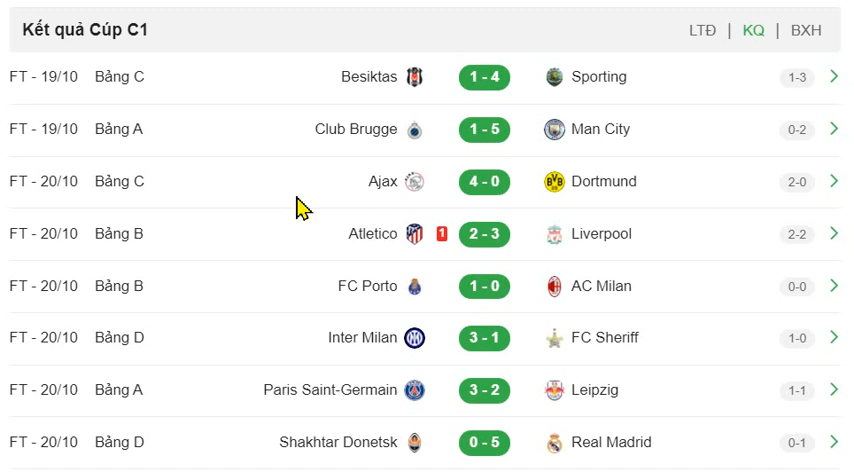 Kết quả Cúp C1 LTĐ | KQ | BXH
FT - 19/10 Bảng C Besiktas 1 - 4 Sporting 1-3
FT - 19/10 Bảng A Club Brugge 1 - 5 Man City 0-2
FT - 20/10 Bảng C Ajax 4 - 0 Dortmund 2-0
FT - 20/10 Bảng B Atletico 1 2 - 3 Liverpool 2-2
FT - 20/10 Bảng B FC Porto 1 - 0 AC Milan 0-0
FT - 20/10 Bảng D Inter Milan 3 - 1 FC Sheriff 1-0
FT - 20/10 Bảng A Paris Saint-Germain 3 - 2 Leipzig 1-1
FT - 20/10 Bảng D Shakhtar Donetsk 0 - 5 Real Madrid 0-1